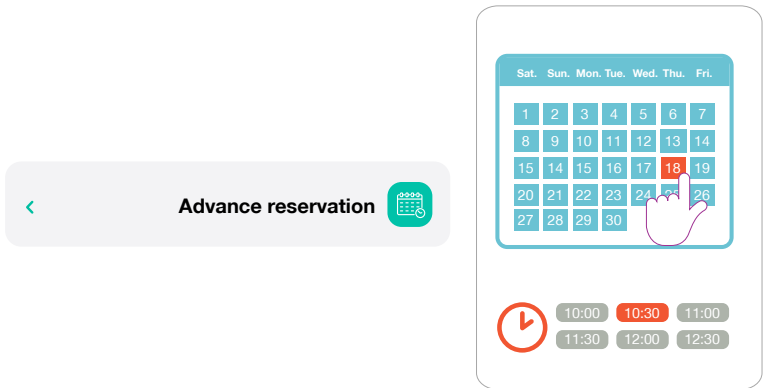 Advance reservation
Sat. Sun. Mon. Tue. Wed. Thu. Fri.
1 2 3 4 5 6 7
8 9 10 11 12 13 14
15 14 15 16 17 18 19
20 21 22 23 24 26
27 28 29 30
10:00 10:30 11:00
11:30 12:00 12:30